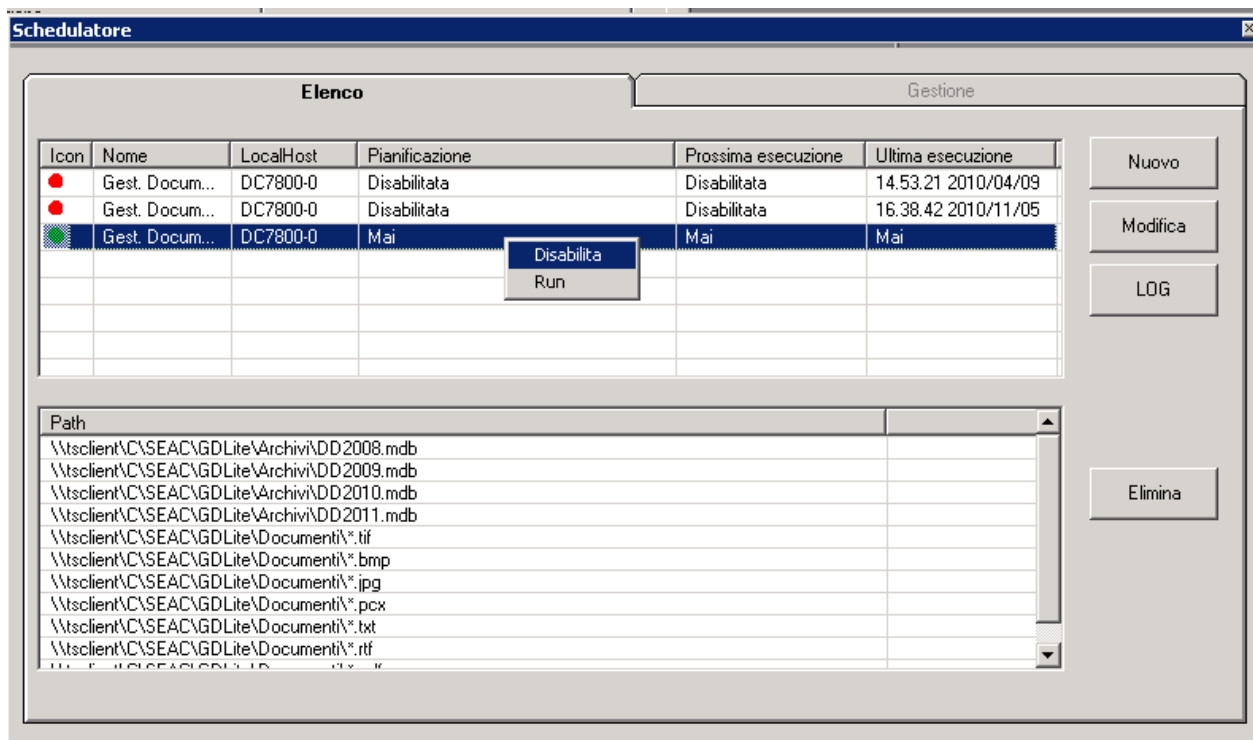 Schedulatore
Elenco Gestione
Icon Nome LocalHost Pianificazione Prossima esecuzione Ultima esecuzione
Gest. Docum... DC7800-0 Disabilitata Disabilitata 14.53.21 2010/04/09
Gest. Docum... DC7800-0 Disabilitata Disabilitata 16.38.42 2010/11/05
Gest. Docum... DC7800-0 Mai Mai Mai
Disabilita
Run
Nuovo
Modifica
LOG
Path
\\tsclient\C\SEAC\GDLite\Archivi\DD2008.mdb
\\tsclient\C\SEAC\GDLite\Archivi\DD2009.mdb
\\tsclient\C\SEAC\GDLite\Archivi\DD2010.mdb
\\tsclient\C\SEAC\GDLite\Archivi\DD2011.mdb
\\tsclient\C\SEAC\GDLite\Documenti\*.tif
\\tsclient\C\SEAC\GDLite\Documenti\*.bmp
\\tsclient\C\SEAC\GDLite\Documenti\*.jpg
\\tsclient\C\SEAC\GDLite\Documenti\*.pcx
\\tsclient\C\SEAC\GDLite\Documenti\*.txt
\\tsclient\C\SEAC\GDLite\Documenti\*.rtf
Elimina